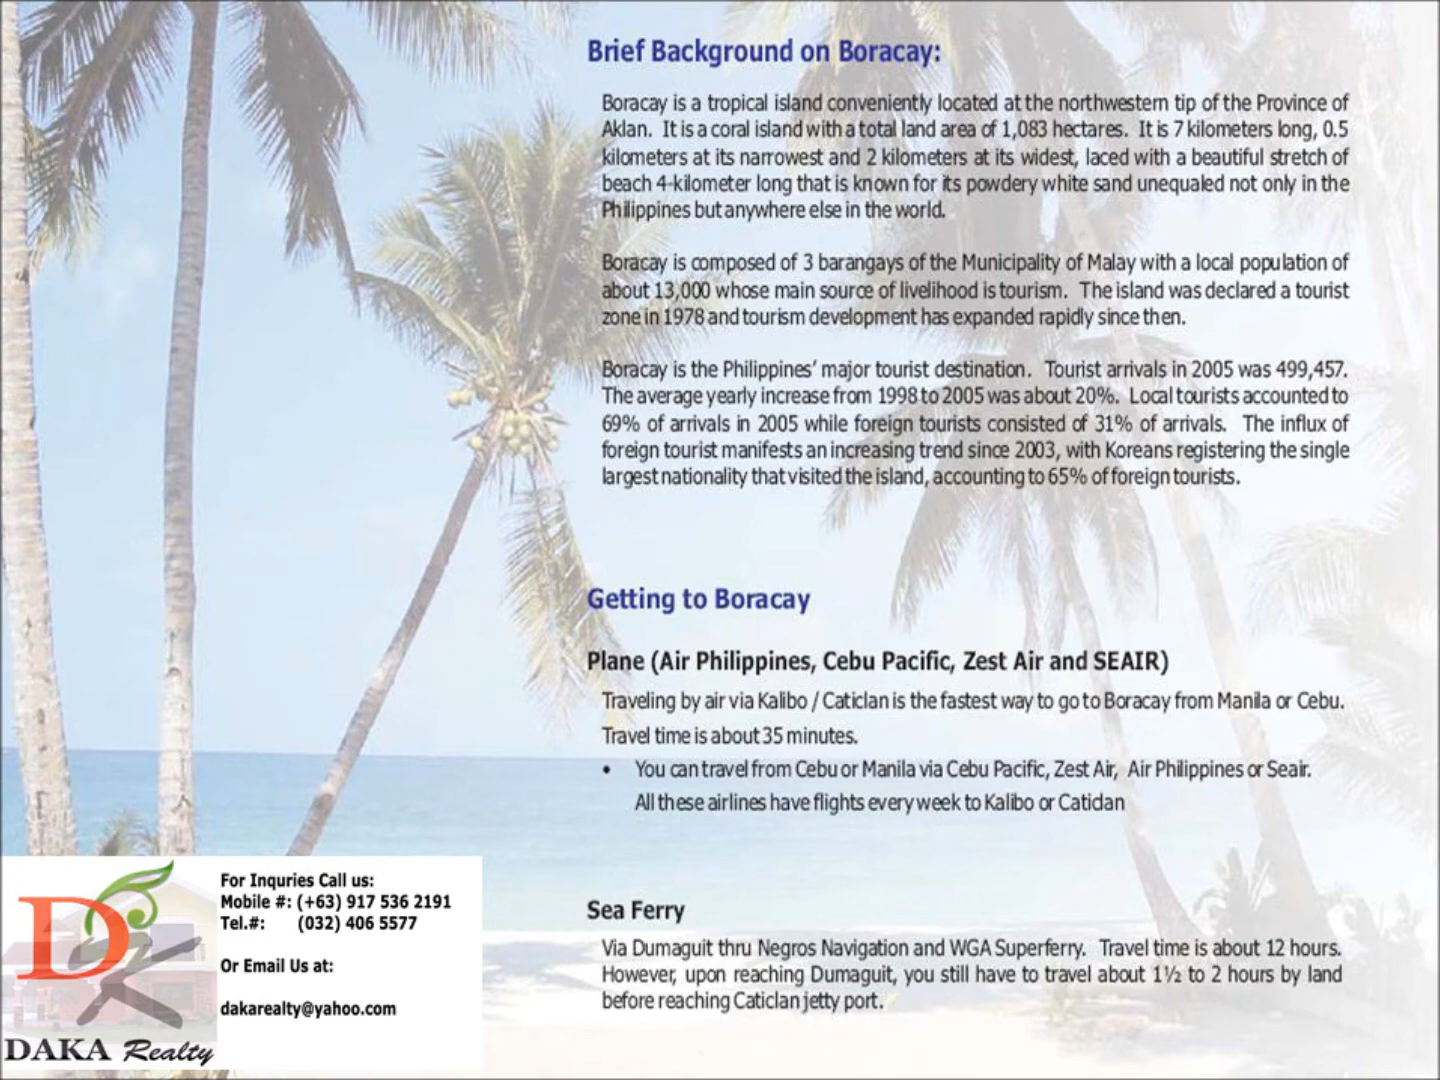 Brief Background on Boracay:
Boracay is a tropical island conveniently located at the northwestern tip of the Province of
Aklan. It is a coral island with a total land area of 1,083 hectares. It is 7 kilometers long, 0.5
kilometers at its narrowest and 2 kilometers at its widest, laced with a beautiful stretch of
beach 4-kilometer long that is known for its powdery white sand unequaled not only in the
Philippines but anywhere else in the world.
Boracay is composed of 3 barangays of the Municipality of Malay with a local population of
about 13,000 whose main source of livelihood is tourism. The island was declared a tourist
zone in 1978 and tourism development has expanded rapidly since then.
Boracay is the Philippines' major tourist destination. Tourist arrivals in 2005 was 499,457.
The average yearly increase from 1998 to 2005 was about 20%. Local tourists accounted to
69% of arrivals in 2005 while foreign tourists consisted of 31% of arrivals. The influx of
foreign tourist manifests an increasing trend since 2003, with Koreans registering the single
largest nationality that visited the island, accounting to 65% of foreign tourists.
Getting to Boracay
Plane (Air Philippines, Cebu Pacific, Zest Air and SEAIR)
Traveling by air via Kalibo / Caticlan is the fastest way to go to Boracay from Manila or Cebu.
Travel time is about 35 minutes.
• You can travel from Cebu or Manila via Cebu Pacific, Zest Air, Air Philippines or Seair.
All these airlines have flights every week to Kalibo or Caticlan
Sea Ferry
Via Dumaguit thru Negros Navigation and WGA Superferry. Travel time is about 12 hours.
However, upon reaching Dumaguit, you still have to travel about 1½ to 2 hours by land
before reaching Caticlan jetty port.
For Inquries Call us:
Mobile #: (+63) 917 536 2191
Tel.#: (032) 406 5577
Or Email Us at:
dakarealty@yahoo.com
DK
DAKA Realty